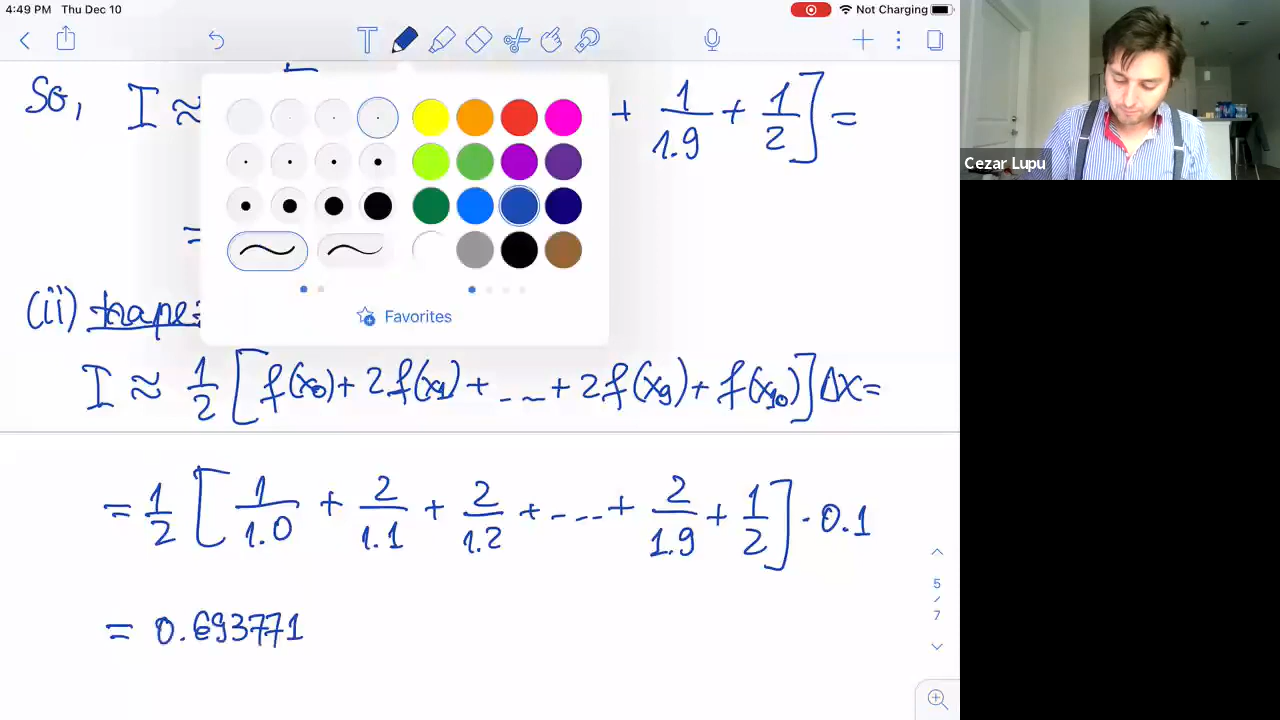 4:49 PM Thu Dec 10
Not Charging
T
So, I ≈ + 1/1.9 + 1/2] =
Cezar Lupu
=
(ii) trape
Favorites
I ≈ 1/2 [f(x₀) + 2f(x₁) + ... + 2f(x₉) + f(x₁₀)] Δx =
= 1/2 [1/1.0 + 2/1.1 + 2/1.2 + ... + 2/1.9 + 1/2] · 0.1
5
/
7
= 0.693771